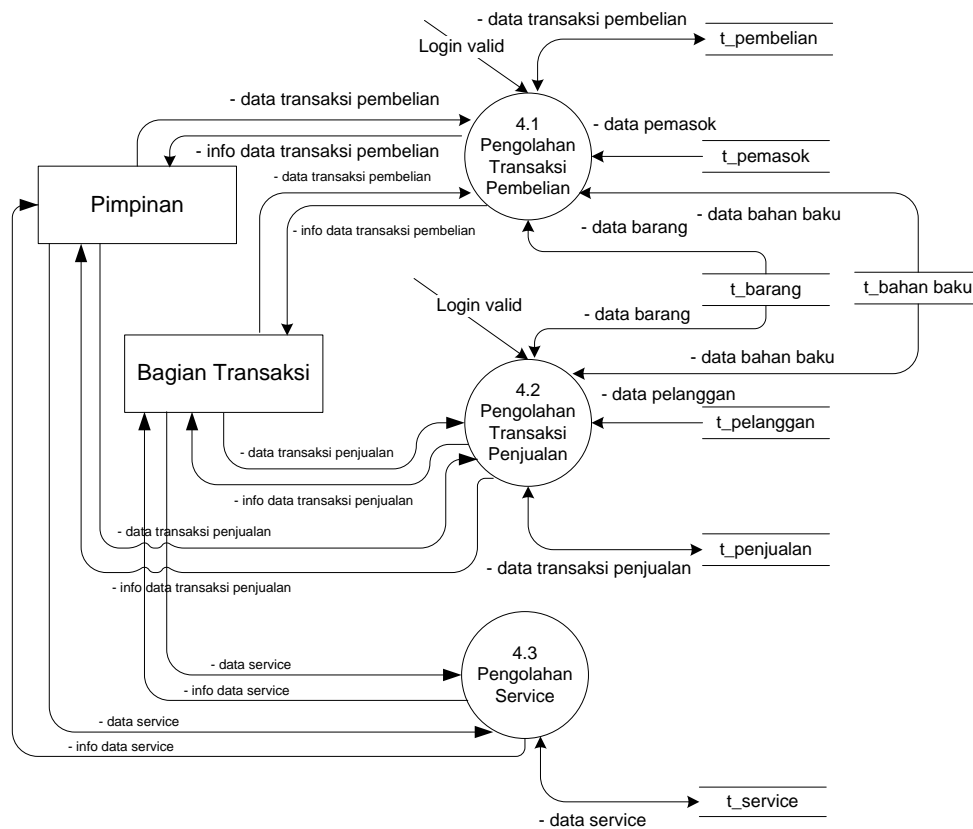 - data transaksi pembelian
t_pembelian
Login valid
- data transaksi pembelian
4.1
Pengolahan
Transaksi
Pembelian
- data pemasok
t_pemasok
- info data transaksi pembelian
- data transaksi pembelian
Pimpinan
- data bahan baku
- data barang
- info data transaksi pembelian
t_barang
t_bahan baku
Login valid
- data barang
- data bahan baku
Bagian Transaksi
4.2
Pengolahan
Transaksi
Penjualan
- data pelanggan
t_pelanggan
- data transaksi penjualan
- info data transaksi penjualan
- data transaksi penjualan
t_penjualan
- data transaksi penjualan
- info data transaksi penjualan
4.3
Pengolahan
Service
- data service
- info data service
- data service
- info data service
t_service
- data service